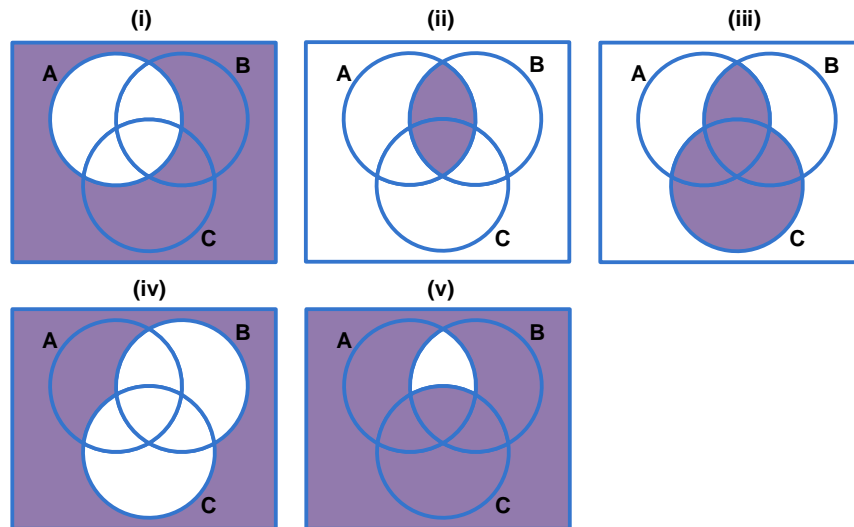 (i) (ii) (iii)
A B A B A B
C C C
(iv) (v)
A B A B
C C